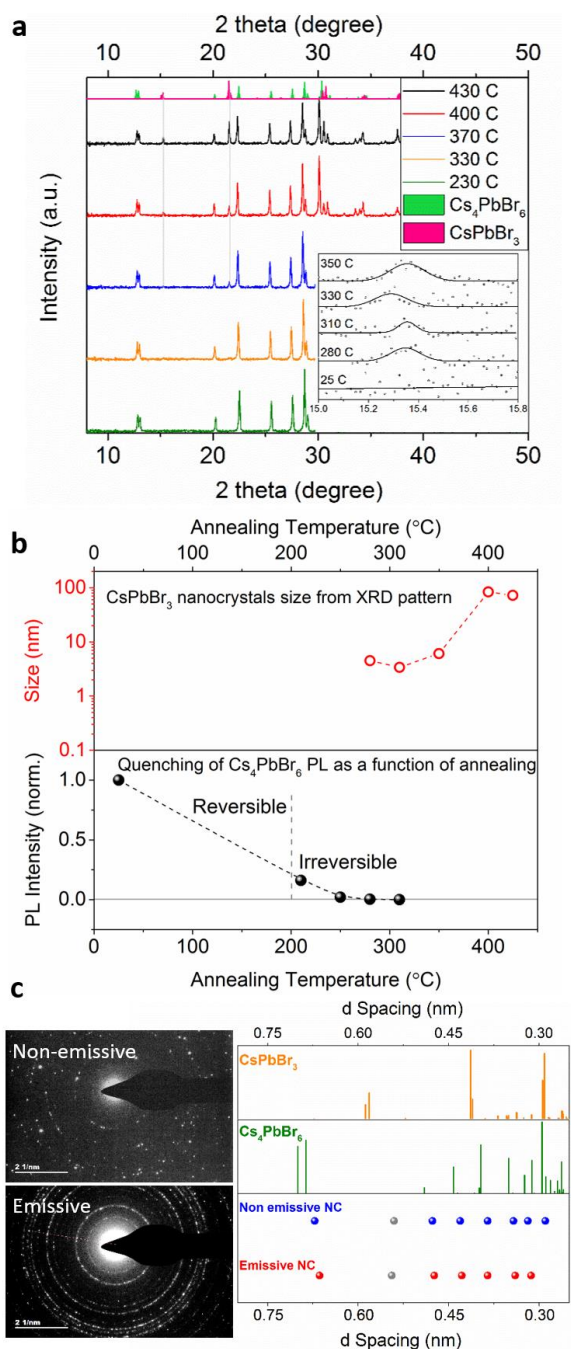 a
2 theta (degree)
10 20 30 40 50
Intensity (a.u.)
430 C
400 C
370 C
330 C
230 C
Cs4PbBr6
CsPbBr3
350 C
330 C
310 C
280 C
25 C
15.0 15.2 15.4 15.6 15.8
10 20 30 40 50
2 theta (degree)
b
Annealing Temperature (°C)
0 100 200 300 400
100
10
1
0.1
Size (nm)
CsPbBr3 nanocrystals size from XRD pattern
Quenching of Cs4PbBr6 PL as a function of annealing
1.0
0.5
0.0
PL Intensity (norm.)
Reversible
Irreversible
0 100 200 300 400
Annealing Temperature (°C)
c
Non-emissive
2 1/nm
Emissive
2 1/nm
d Spacing (nm)
0.75 0.60 0.45 0.30
CsPbBr3
Cs4PbBr6
Non emissive NC
Emissive NC
0.75 0.60 0.45 0.30
d Spacing (nm)